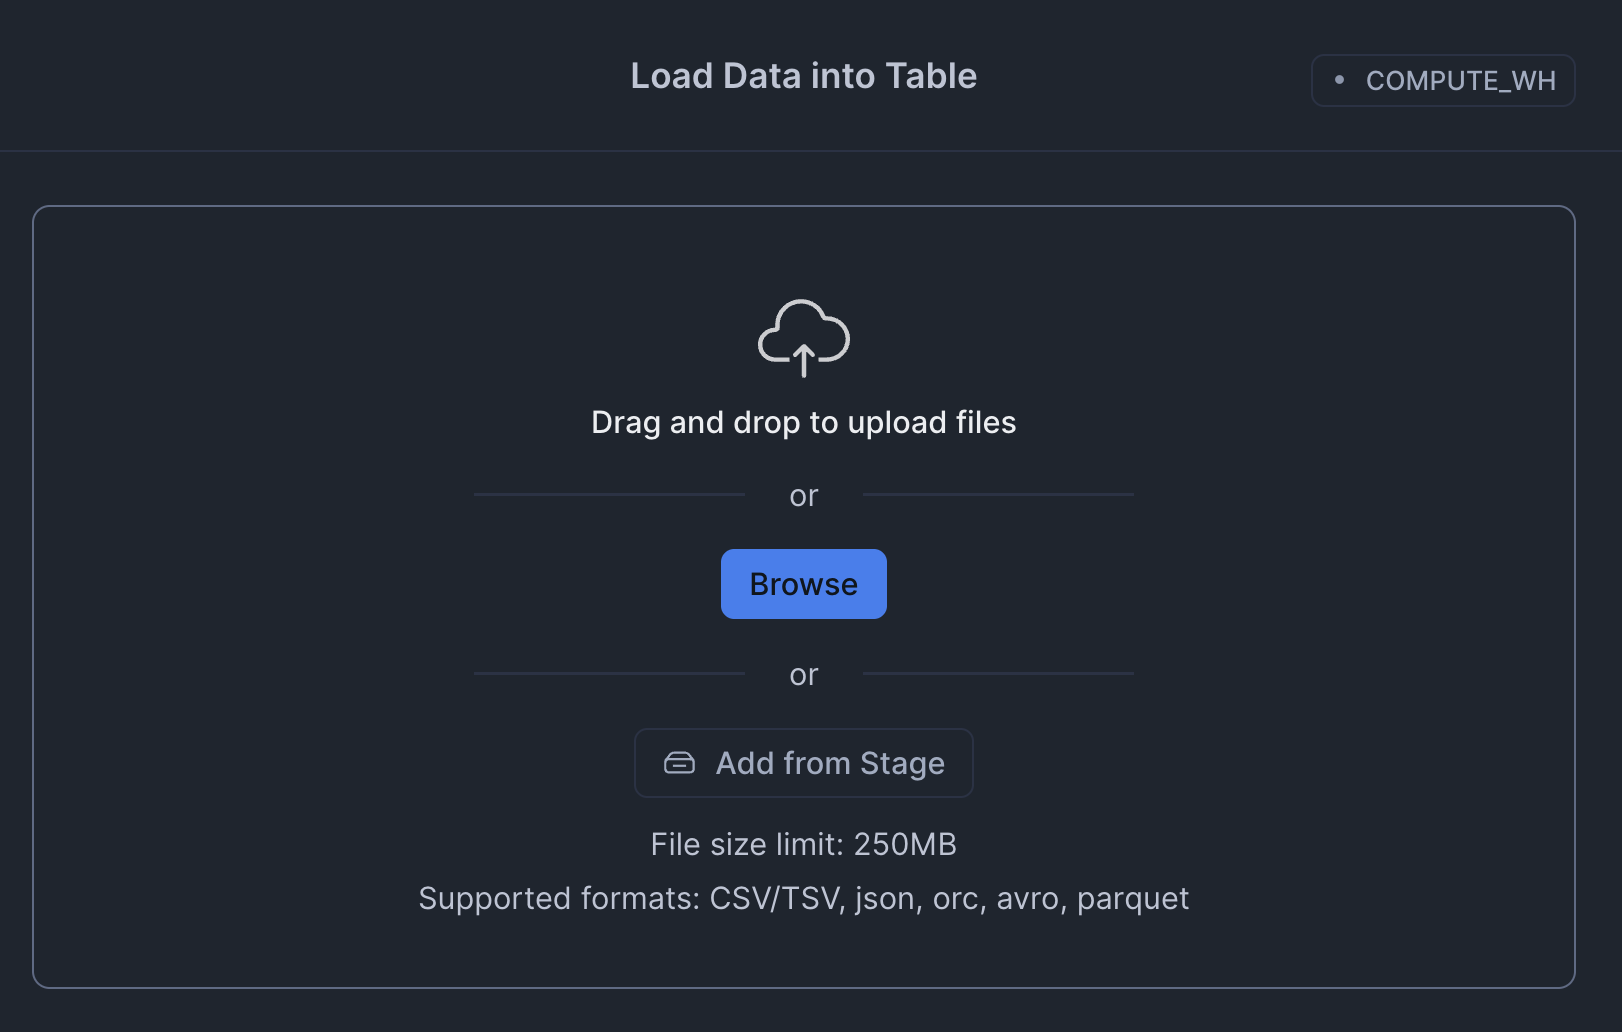 Load Data into Table
COMPUTE_WH
Drag and drop to upload files
or
Browse
or
Add from Stage
File size limit: 250MB
Supported formats: CSV/TSV, json, orc, avro, parquet